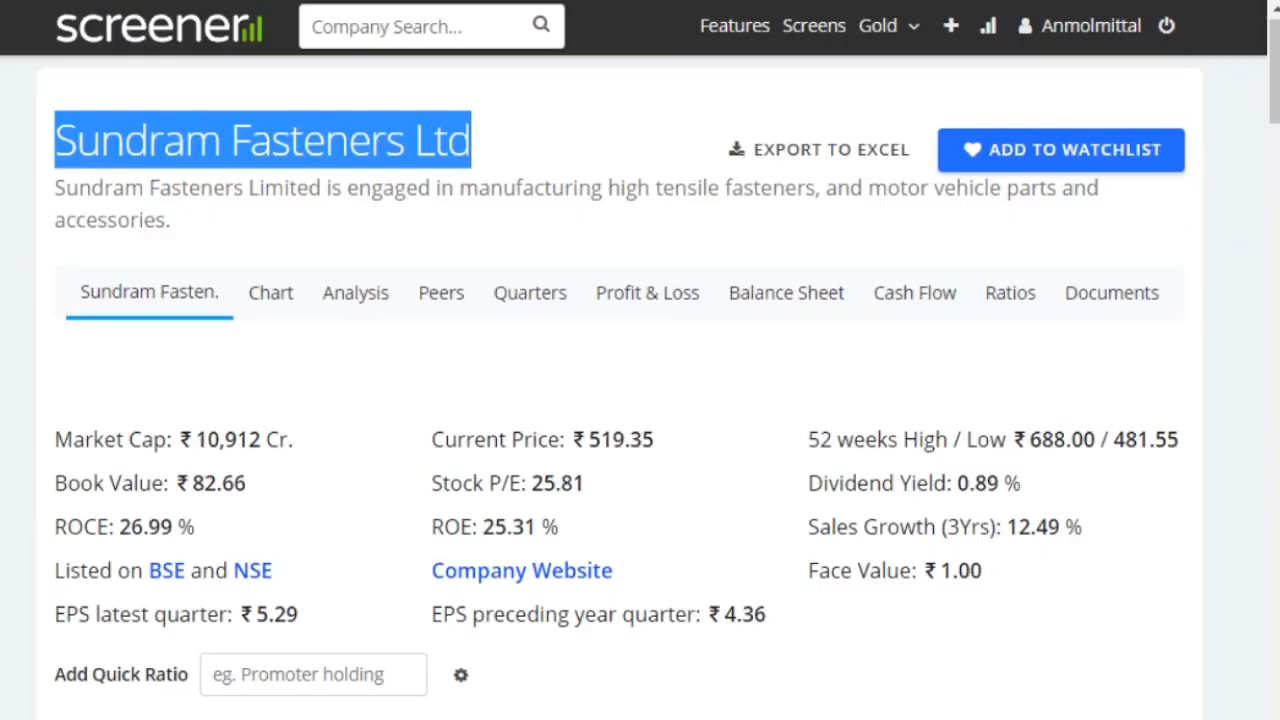 screener
Company Search...
Features Screens Gold Anmolmittal
Sundram Fasteners Ltd
EXPORT TO EXCEL
ADD TO WATCHLIST
Sundram Fasteners Limited is engaged in manufacturing high tensile fasteners, and motor vehicle parts and
accessories.
Sundram Fasten. Chart Analysis Peers Quarters Profit & Loss Balance Sheet Cash Flow Ratios Documents
Market Cap: ₹ 10,912 Cr. Current Price: ₹ 519.35 52 weeks High / Low ₹ 688.00 / 481.55
Book Value: ₹ 82.66 Stock P/E: 25.81 Dividend Yield: 0.89 %
ROCE: 26.99 % ROE: 25.31 % Sales Growth (3Yrs): 12.49 %
Listed on BSE and NSE Company Website Face Value: ₹ 1.00
EPS latest quarter: ₹ 5.29 EPS preceding year quarter: ₹ 4.36
Add Quick Ratio eg. Promoter holding